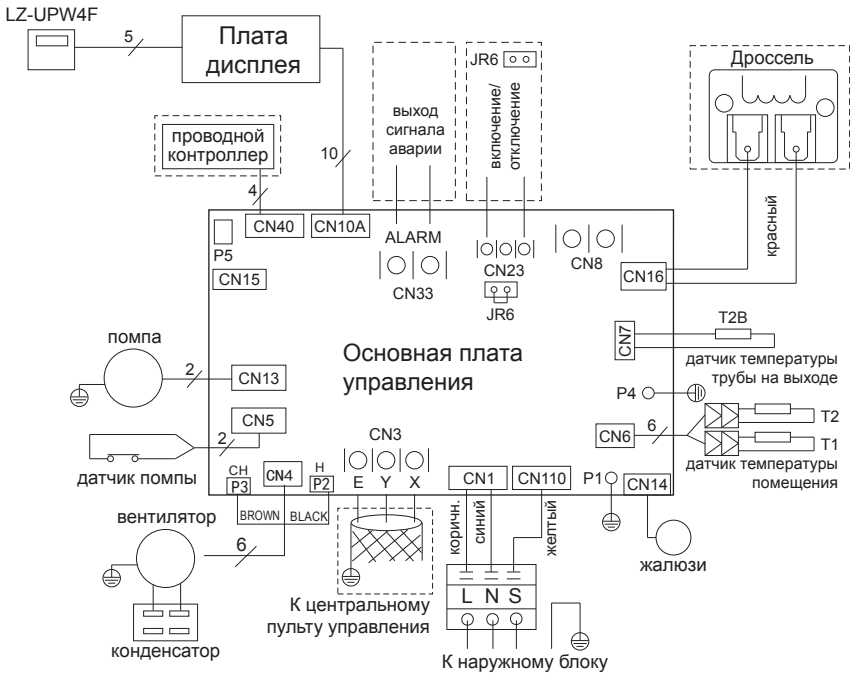 LZ-UPW4F
5
Плата
дисплея
проводной
контроллер
4
10
выход
сигнала
аварии
JR6
включение/
отключение
Дроссель
красный
CN40
CN10A
ALARM
P5
CN15
CN33
CN23
JR6
CN8
CN16
Основная плата
управления
CN7
T2B
датчик температуры
трубы на выходе
P4
помпа
2
CN13
CN5
2
датчик помпы
CN6
6
T2
T1
датчик температуры
помещения
CN3
E Y X
CH
P3
CN4
H
P2
CN1
CN110
P1
CN14
BROWN
BLACK
вентилятор
6
конденсатор
коричн.
синий
желтый
жалюзи
L N S
К центральному
пульту управления
К наружному блоку